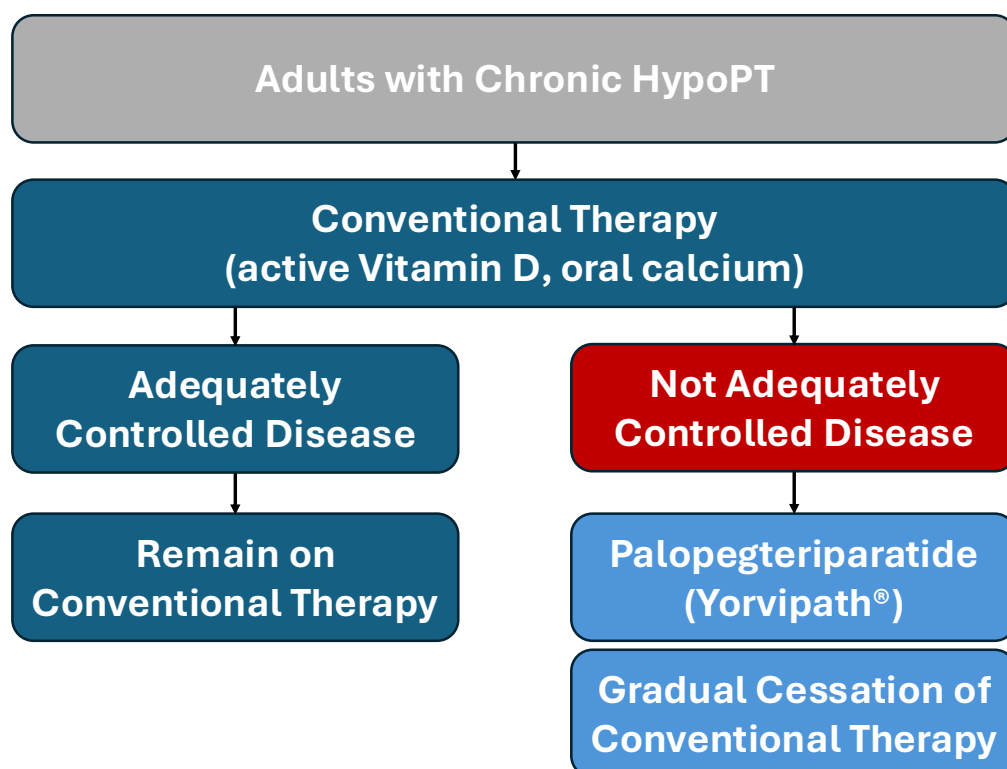 Adults with Chronic HypoPT
Conventional Therapy
(active Vitamin D, oral calcium)
Adequately
Controlled Disease
Not Adequately
Controlled Disease
Remain on
Conventional Therapy
Palopegteriparatide
(Yorvipath®)
Gradual Cessation of
Conventional Therapy